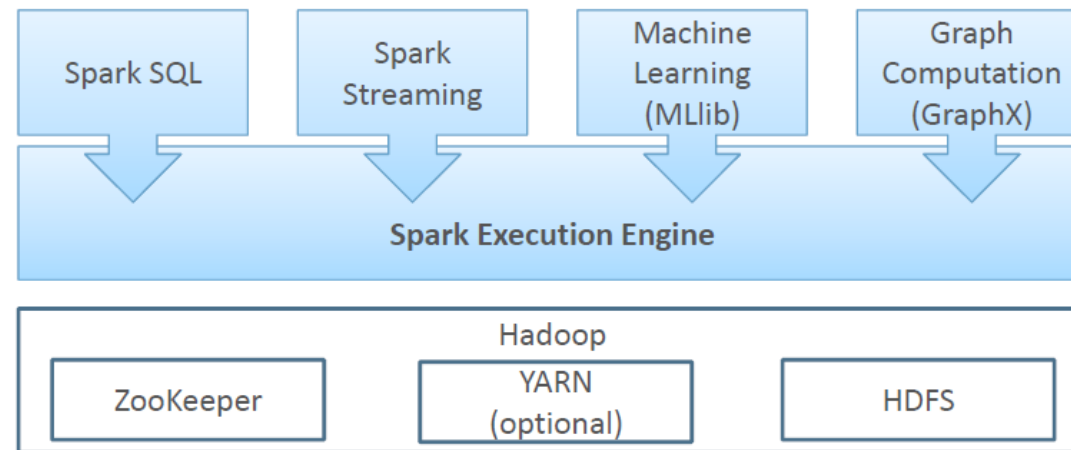 Spark SQL
Spark
Streaming
Machine
Learning
(MLlib)
Graph
Computation
(GraphX)
Spark Execution Engine
Hadoop
ZooKeeper
YARN
(optional)
HDFS